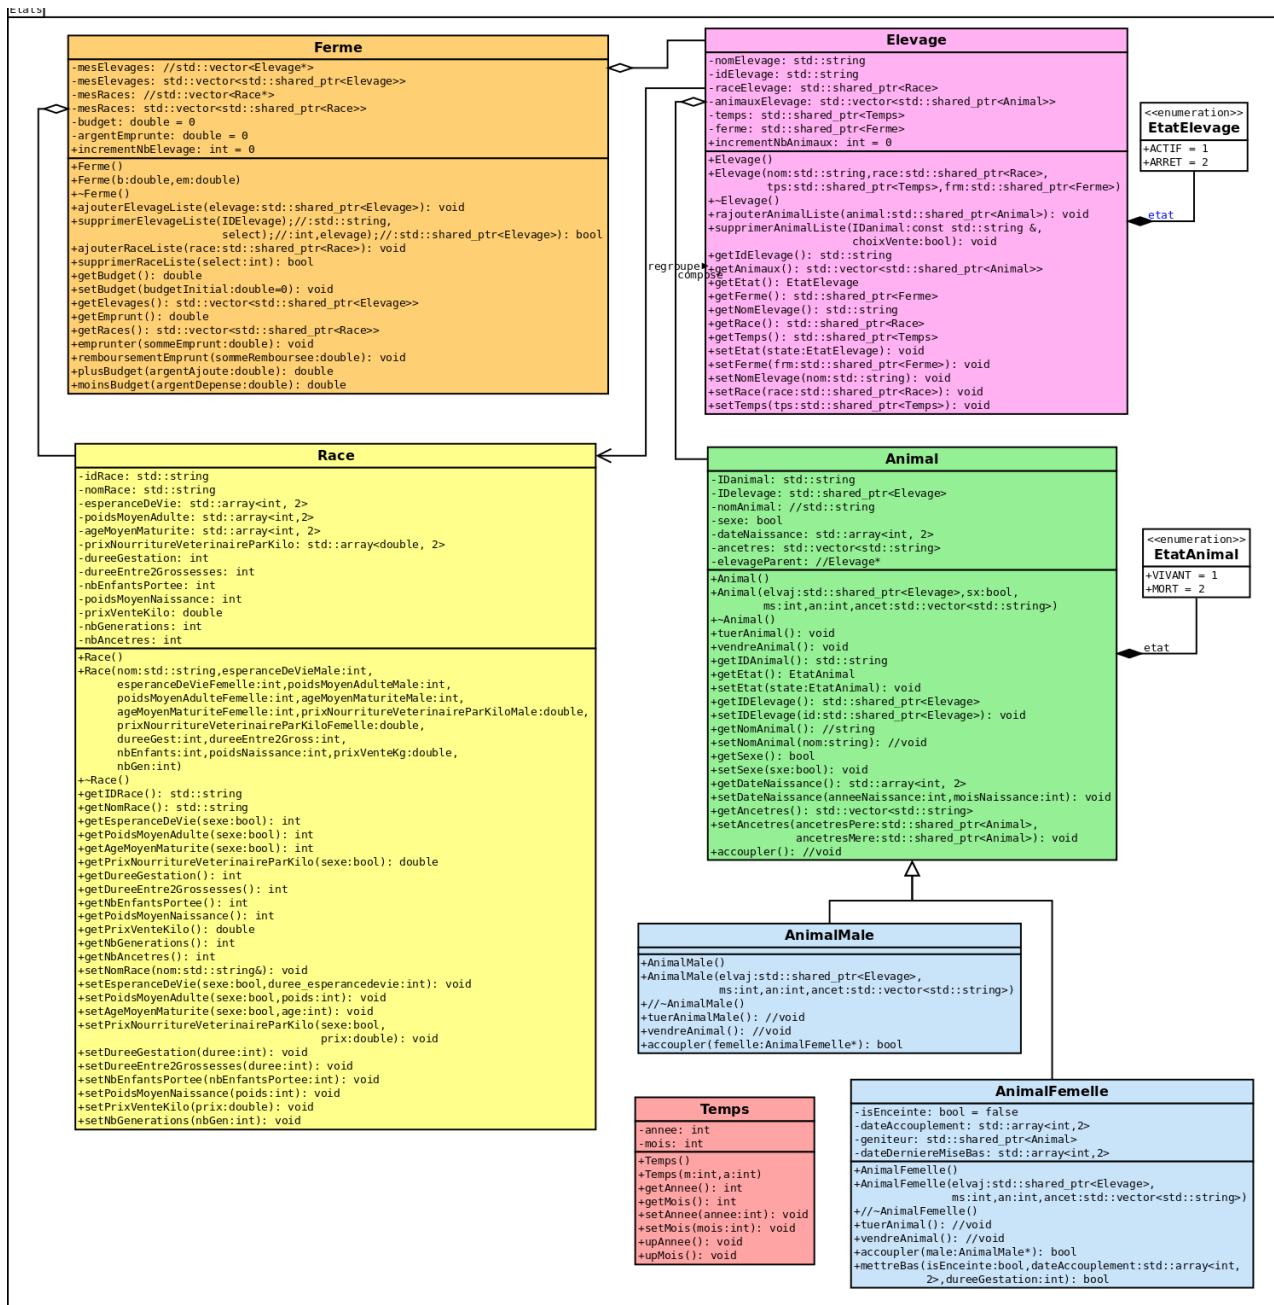 Etats
Ferme
-mesElevages: //std::vector<Elevage*>
-mesElevages: std::vector<std::shared_ptr<Elevage>>
-mesRaces: //std::vector<Race*>
-mesRaces: std::vector<std::shared_ptr<Race>>
-budget: double = 0
-argentEmprunte: double = 0
+incrementNbElevage: int = 0
+Ferme()
+Ferme(b:double,em:double)
+~Ferme()
+ajouterElevageListe(elevage:std::shared_ptr<Elevage>): void
+supprimerElevageListe(IDElevage);//:std::string,
select);//:int,elevage);//:std::shared_ptr<Elevage>): bool
+ajouterRaceListe(race:std::shared_ptr<Race>): void
+supprimerRaceListe(select:int): bool
+getBudget(): double
+setBudget(budgetInitial:double=0): void
+getElevages(): std::vector<std::shared_ptr<Elevage>>
+getEmprunt(): double
+getRaces(): std::vector<std::shared_ptr<Race>>
+emprunter(sommeEmprunt:double): void
+remboursementEmprunt(sommeRemboursee:double): void
+plusBudget(argentAjoute:double): double
+moinsBudget(argentDepense:double): double
Elevage
-nomElevage: std::string
-idElevage: std::string
-raceElevage: std::shared_ptr<Race>
-animauxElevage: std::vector<std::shared_ptr<Animal>>
-temps: std::shared_ptr<Temps>
-ferme: std::shared_ptr<Ferme>
+incrementNbAnimaux: int = 0
+Elevage()
+Elevage(nom:std::string,race:std::shared_ptr<Race>,
tps:std::shared_ptr<Temps>,frm:std::shared_ptr<Ferme>)
+~Elevage()
+rajouterAnimalListe(animal:std::shared_ptr<Animal>): void
+supprimerAnimalListe(IDanimal:const std::string &,
choixVente:bool): void
+getIdElevage(): std::string
+getAnimaux(): std::vector<std::shared_ptr<Animal>>
+getEtat(): EtatElevage
+getFerme(): std::shared_ptr<Ferme>
+getNomElevage(): std::string
+getRace(): std::shared_ptr<Race>
+getTemps(): std::shared_ptr<Temps>
+setEtat(state:EtatElevage): void
+setFerme(frm:std::shared_ptr<Ferme>): void
+setNomElevage(nom:std::string): void
+setRace(race:std::shared_ptr<Race>): void
+setTemps(tps:std::shared_ptr<Temps>): void
regroupe
compose
<<enumeration>>
EtatElevage
+ACTIF = 1
+ARRET = 2
etat
Race
-idRace: std::string
-nomRace: std::string
-esperanceDeVie: std::array<int, 2>
-poidsMoyenAdulte: std::array<int,2>
-ageMoyenMaturite: std::array<int, 2>
-prixNourritureVeterinaireParKilo: std::array<double, 2>
-dureeGestation: int
-dureeEntre2Grossesses: int
-nbEnfantsPortee: int
-poidsMoyenNaissance: int
-prixVenteKilo: double
-nbGenerations: int
-nbAncetres: int
+Race()
+Race(nom:std::string,esperanceDeVieMale:int,
esperanceDeVieFemelle:int,poidsMoyenAdulteMale:int,
poidsMoyenAdulteFemelle:int,ageMoyenMaturiteMale:int,
ageMoyenMaturiteFemelle:int,prixNourritureVeterinaireParKiloMale:double,
prixNourritureVeterinaireParKiloFemelle:double,
dureeGest:int,dureeEntre2Gross:int,
nbEnfants:int,poidsNaissance:int,prixVenteKg:double,
nbGen:int)
+~Race()
+getIDRace(): std::string
+getNomRace(): std::string
+getEsperanceDeVie(sexe:bool): int
+getPoidsMoyenAdulte(sexe:bool): int
+getAgeMoyenMaturite(sexe:bool): int
+getPrixNourritureVeterinaireParKilo(sexe:bool): double
+getDureeGestation(): int
+getDureeEntre2Grossesses(): int
+getNbEnfantsPortee(): int
+getPoidsMoyenNaissance(): int
+getPrixVenteKilo(): double
+getNbGenerations(): int
+getNbAncetres(): int
+setNomRace(nom:std::string&): void
+setEsperanceDeVie(sexe:bool,duree_esperancedevie:int): void
+setPoidsMoyenAdulte(sexe:bool,poids:int): void
+setAgeMoyenMaturite(sexe:bool,age:int): void
+setPrixNourritureVeterinaireParKilo(sexe:bool,
prix:double): void
+setDureeGestation(duree:int): void
+setDureeEntre2Grossesses(duree:int): void
+setNbEnfantsPortee(nbEnfantsPortee:int): void
+setPoidsMoyenNaissance(poids:int): void
+setPrixVenteKilo(prix:double): void
+setNbGenerations(nbGen:int): void
Animal
-IDanimal: std::string
-IDelevage: std::shared_ptr<Elevage>
-nomAnimal: //std::string
-sexe: bool
-dateNaissance: std::array<int, 2>
-ancetres: std::vector<std::string>
-elevageParent: //Elevage*
+Animal()
+Animal(elvaj:std::shared_ptr<Elevage>,sx:bool,
ms:int,an:int,ancet:std::vector<std::string>)
+~Animal()
+tuerAnimal(): void
+vendreAnimal(): void
+getIDAnimal(): std::string
+getEtat(): EtatAnimal
+setEtat(state:EtatAnimal): void
+getIDElevage(): std::shared_ptr<Elevage>
+setIDElevage(id:std::shared_ptr<Elevage>): void
+getNomAnimal(): //string
+setNomAnimal(nom:string): //void
+getSexe(): bool
+setSexe(sxe:bool): void
+getDateNaissance(): std::array<int, 2>
+setDateNaissance(anneeNaissance:int,moisNaissance:int): void
+getAncetres(): std::vector<std::string>
+setAncetres(ancetresPere:std::shared_ptr<Animal>,
ancetresMere:std::shared_ptr<Animal>): void
+accoupler(): //void
<<enumeration>>
EtatAnimal
+VIVANT = 1
+MORT = 2
etat
AnimalMale
+AnimalMale()
+AnimalMale(elvaj:std::shared_ptr<Elevage>,
ms:int,an:int,ancet:std::vector<std::string>)
+//~AnimalMale()
+tuerAnimalMale(): //void
+vendreAnimal(): //void
+accoupler(femelle:AnimalFemelle*): bool
Temps
-annee: int
-mois: int
+Temps()
+Temps(m:int,a:int)
+getAnnee(): int
+getMois(): int
+setAnnee(annee:int): void
+setMois(mois:int): void
+upAnnee(): void
+upMois(): void
AnimalFemelle
-isEnceinte: bool = false
-dateAccouplement: std::array<int,2>
-geniteur: std::shared_ptr<Animal>
-dateDerniereMiseBas: std::array<int,2>
+AnimalFemelle()
+AnimalFemelle(elvaj:std::shared_ptr<Elevage>,
ms:int,an:int,ancet:std::vector<std::string>)
+//~AnimalFemelle()
+tuerAnimal(): //void
+vendreAnimal(): //void
+accoupler(male:AnimalMale*): bool
+mettreBas(isEnceinte:bool,dateAccouplement:std::array<int,
2>,dureeGestation:int): bool